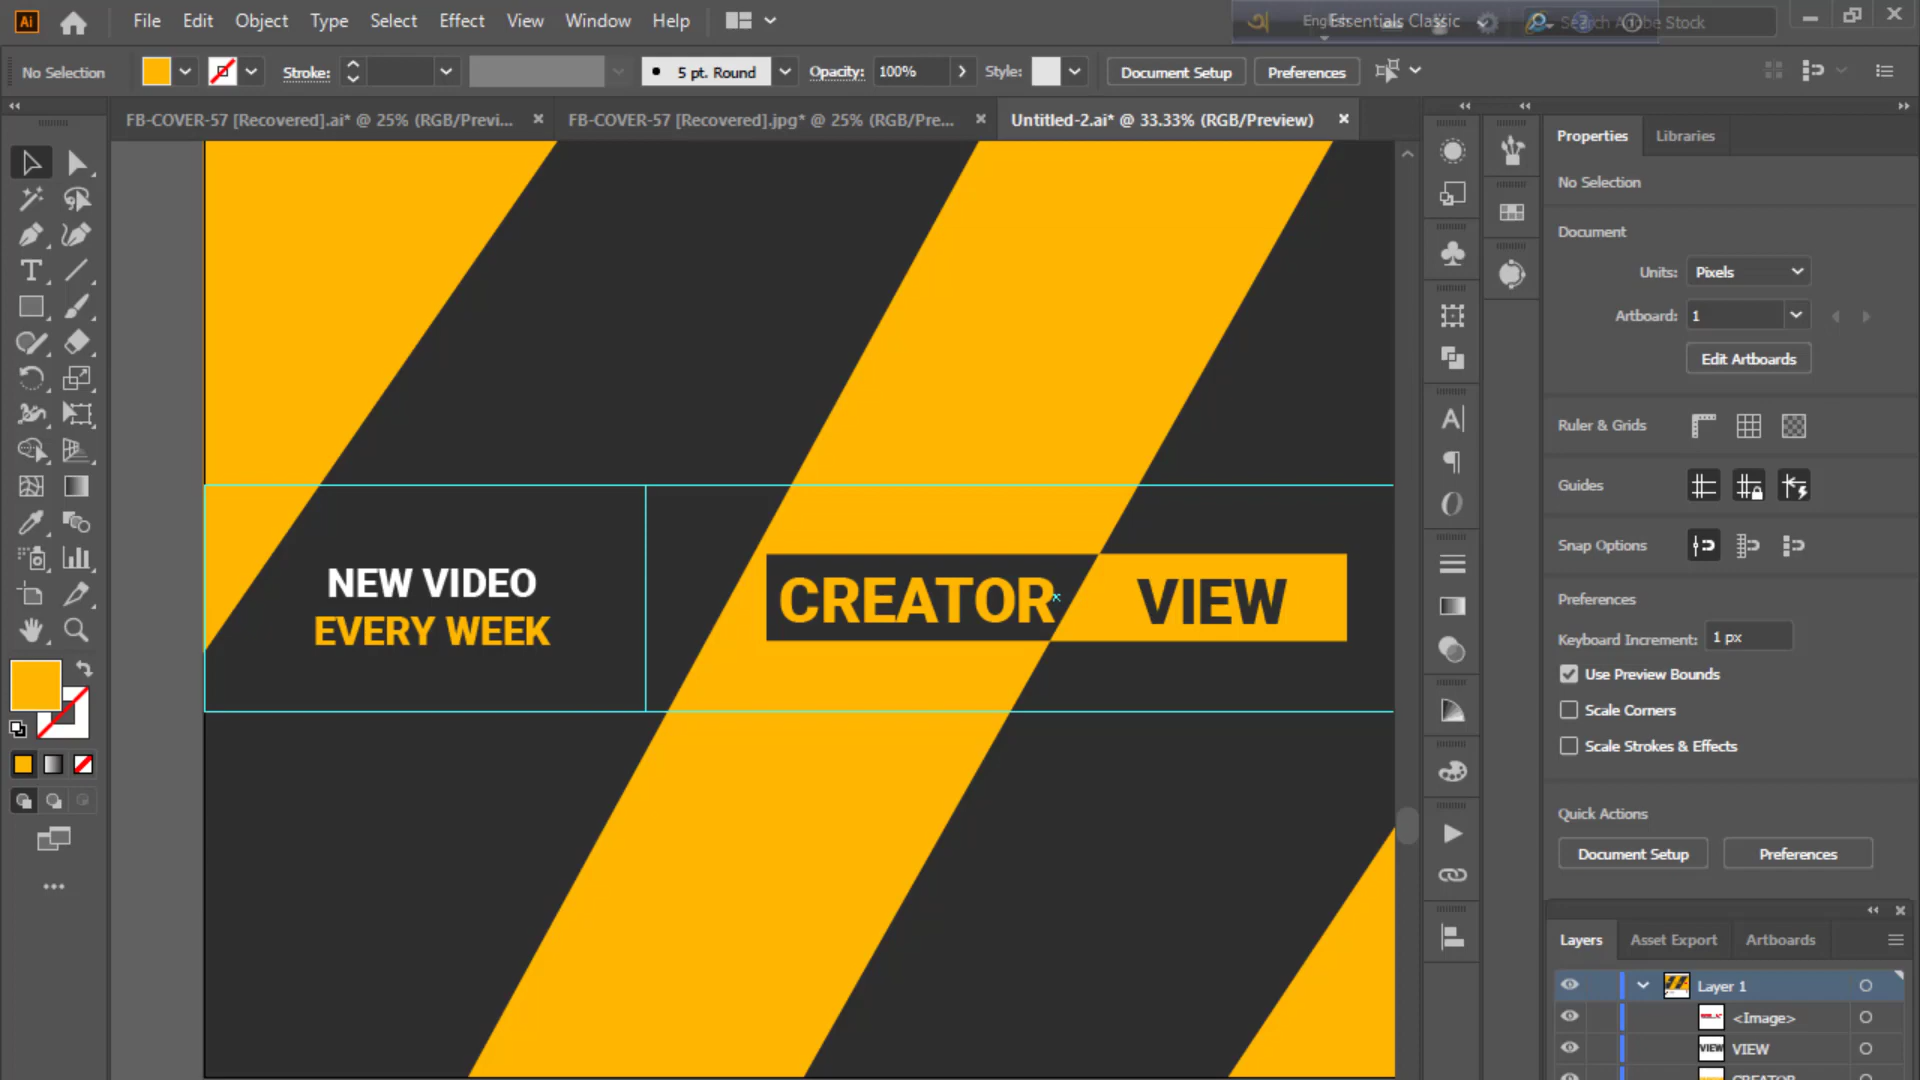 Ai File Edit Object Type Select Effect View Window Help Essentials Classic Search Adobe Stock
No Selection Stroke: 5 pt. Round Opacity: 100% Style: Document Setup Preferences
FB-COVER-57 [Recovered].ai* @ 25% (RGB/Previ... FB-COVER-57 [Recovered].jpg* @ 25% (RGB/Pre... Untitled-2.ai* @ 33.33% (RGB/Preview)
Properties Libraries
No Selection
Document
Units: Pixels
Artboard: 1
Edit Artboards
Ruler & Grids
Guides
Snap Options
Preferences
Keyboard Increment: 1 px
Use Preview Bounds
Scale Corners
Scale Strokes & Effects
Quick Actions
Document Setup Preferences
Layers Asset Export Artboards
Layer 1
<Image>
VIEW VIEW
CREATOR
NEW VIDEO
EVERY WEEK
CREATOR VIEW